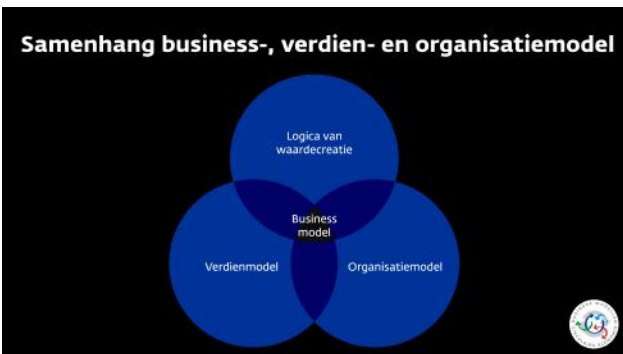 Samenhang business-, verdien- en organisatiemodel
Logica van
waardecreatie
Business
model
Verdienmodel
Organisatiemodel